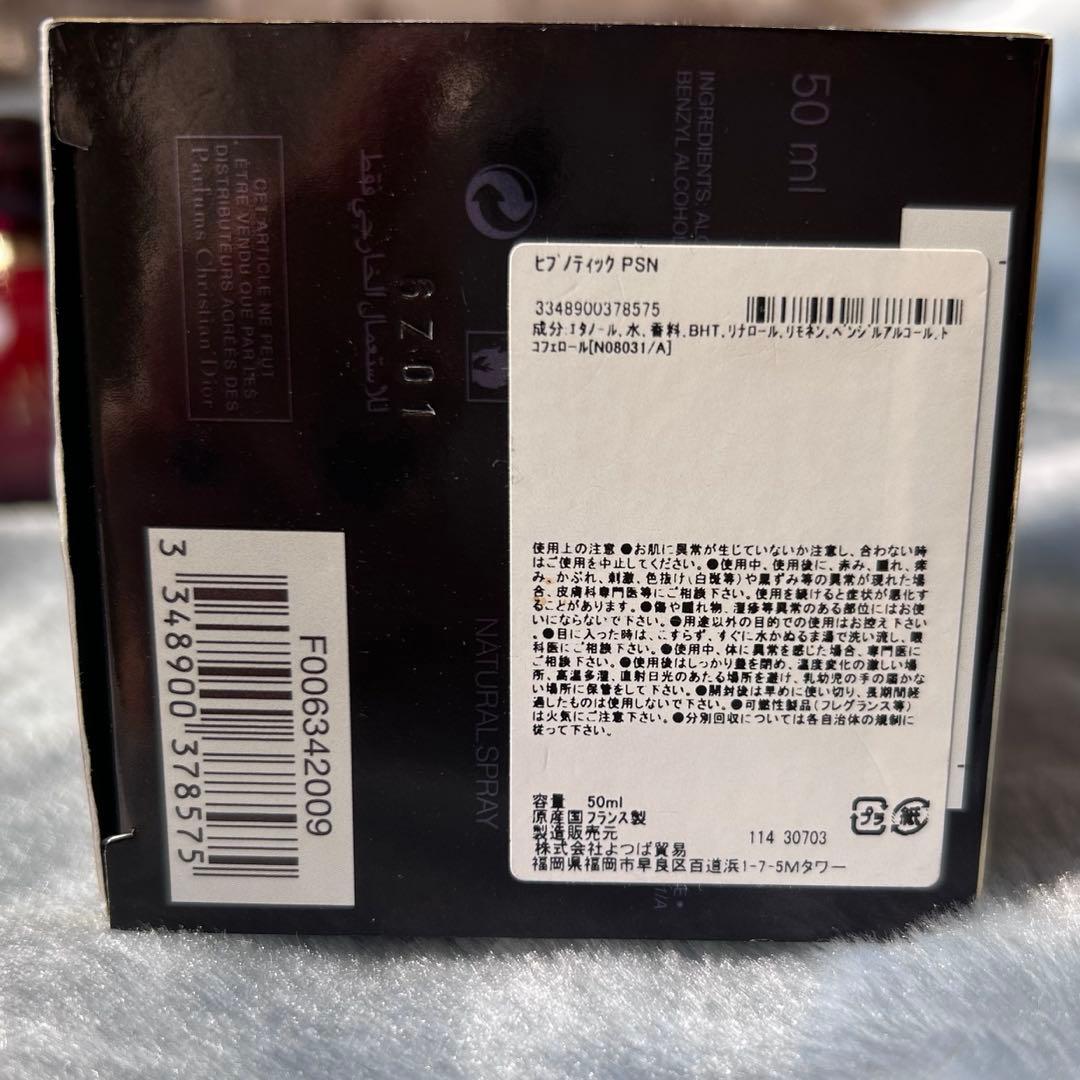 50 ml
INGREDIENTS
BENZYL ALCOHOL
للاستعمال الخارجي فقط
6Z01
CET ARTICLE NE PEUT
ÊTRE VENDU QUE PAR LES
DISTRIBUTEURS AGRÉÉS DES
Parfums Christian Dior
NATURAL SPRAY
F006342009
3 348900 378575
ヒプノティック PSN
3348900378575
成分:エタノール､水､香料､BHT､リナロール､リモネン､ベンジルアルコール､ト
コフェロール[N08031/A]
使用上の注意 ●お肌に異常が生じていないか注意し、合わない時
はご使用を中止してください。●使用中、使用後に、赤み、腫れ、痒
み、かぶれ、刺激、色抜け(白斑等)や黒ずみ等の異常が現れた場
合、皮膚科専門医等にご相談下さい。使用を続けると症状が悪化す
ることがあります。●傷や腫れ物、湿疹等異常のある部位にはお使
いにならないで下さい。●用途以外の目的での使用はお控え下さい
。●目に入った時は、こすらず、すぐに水かぬるま湯で洗い流し、眼
科医にご相談下さい。●使用中、体に異常を感じた場合、専門医に
ご相談下さい。●使用後はしっかり蓋を閉め、温度変化の激しい場
所、高温多湿、直射日光のあたる場所を避け、乳幼児の手の届かな
い場所に保管をして下さい。●開封後は早めに使い切り、長期間経
過したものは使用しないで下さい。●可燃性製品(フレグランス等)
は火気にご注意下さい。●分別回収については各自治体の規制に
従って下さい。
容量 50ml
原産国 フランス製
製造販売元 114 30703
株式会社よつば貿易
福岡県福岡市早良区百道浜1-7-5Mタワー
プラ
紙